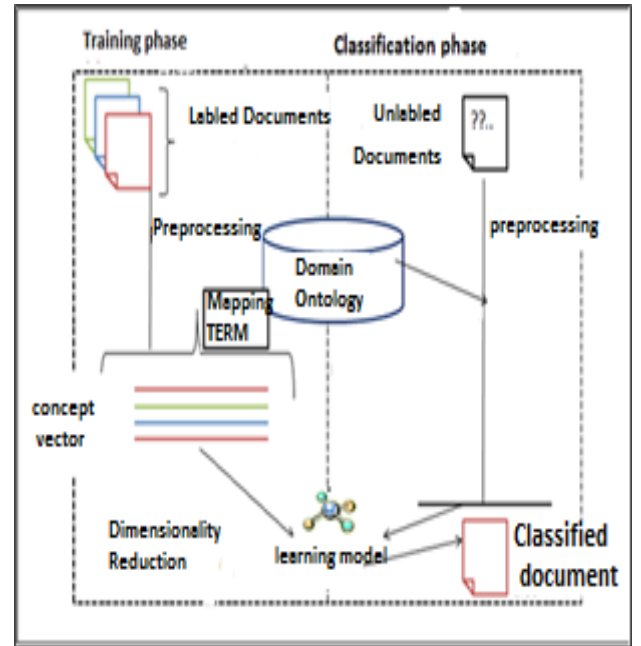 Training phase
Classification phase
Labled Documents
Unlabled
Documents
??..
Preprocessing
preprocessing
Domain
Ontology
Mapping
TERM
concept
vector
Dimensionality
Reduction
learning model
Classified
document